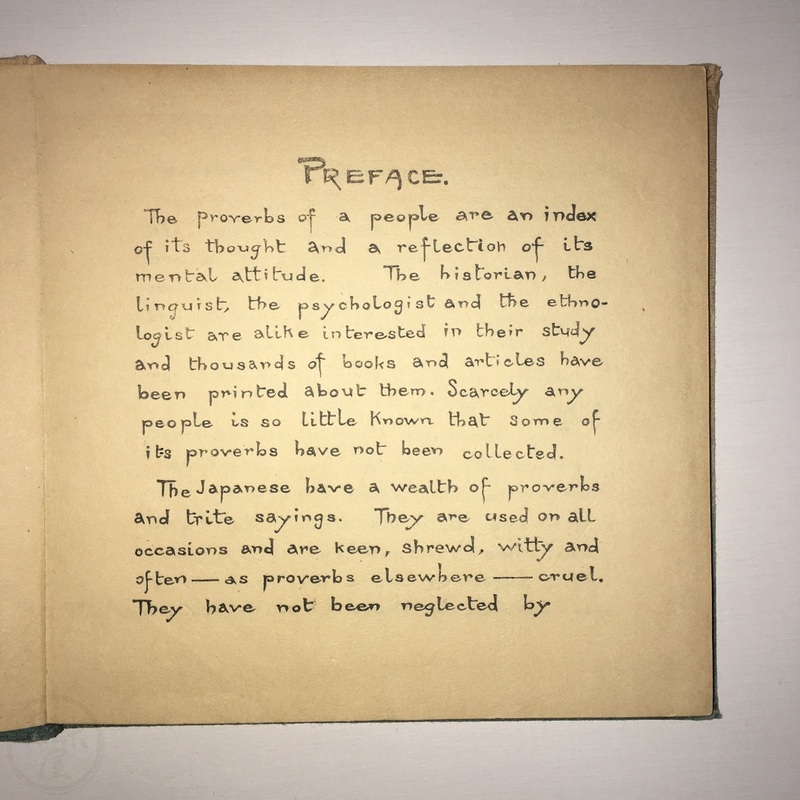 PREFACE.
The proverbs of a people are an index
of its thought and a reflection of its
mental attitude. The historian, the
linguist, the psychologist and the ethno-
logist are alike interested in their study
and thousands of books and articles have
been printed about them. Scarcely any
people is so little known that some of
its proverbs have not been collected.
The Japanese have a wealth of proverbs
and trite sayings. They are used on all
occasions and are keen, shrewd, witty and
often — as proverbs elsewhere — cruel.
They have not been neglected by